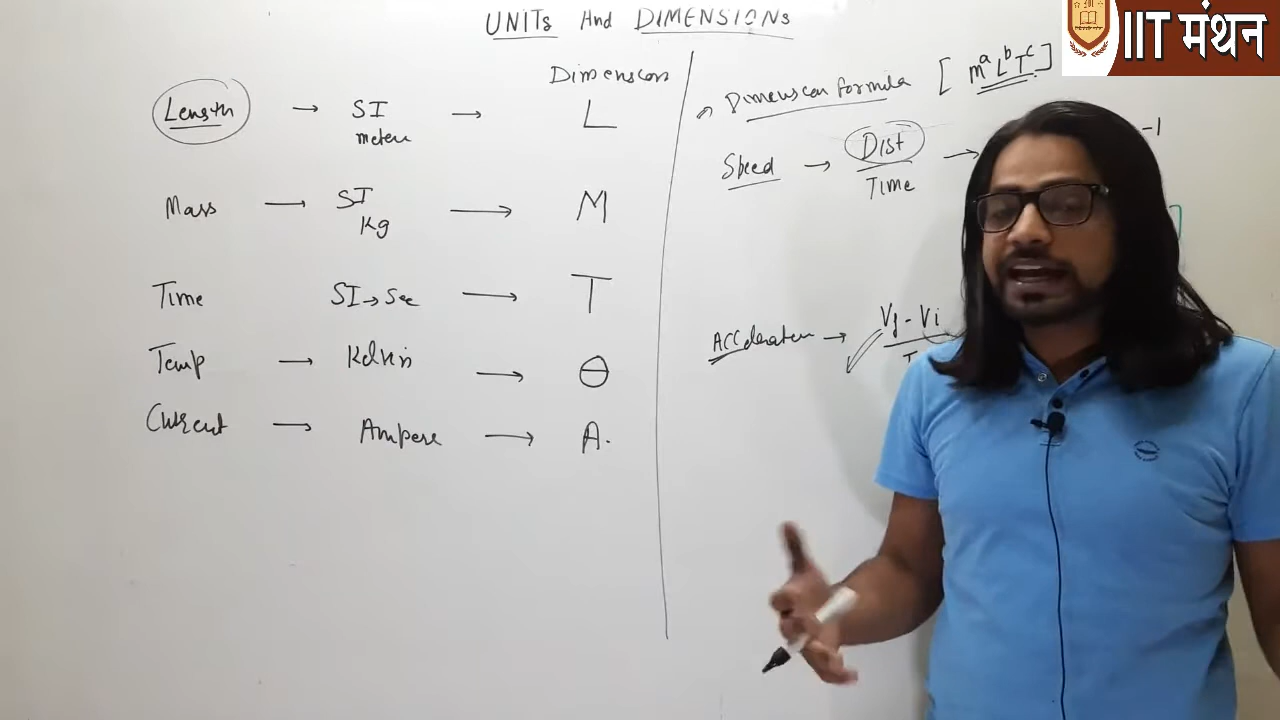 UNITs And DIMENSIONs
IIT मंथन
Dimension
Length → SI meter → L
Mass → SI Kg → M
Time SI → Sec → T
Temp → Kelvin → θ
Current → Ampere → A.
→ Dimension formula [MᵃLᵇTᶜ]
Speed → Dist / Time → -1
]
Acceleration → Vf - Vi
T